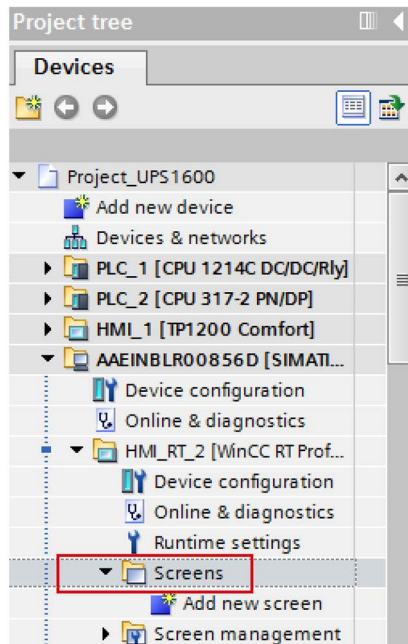 Project tree
Devices
Project_UPS1600
Add new device
Devices & networks
PLC_1 [CPU 1214C DC/DC/Rly]
PLC_2 [CPU 317-2 PN/DP]
HMI_1 [TP1200 Comfort]
AAEINBLR00856D [SIMATI...
Device configuration
Online & diagnostics
HMI_RT_2 [WinCC RT Prof...
Device configuration
Online & diagnostics
Runtime settings
Screens
Add new screen
Screen management